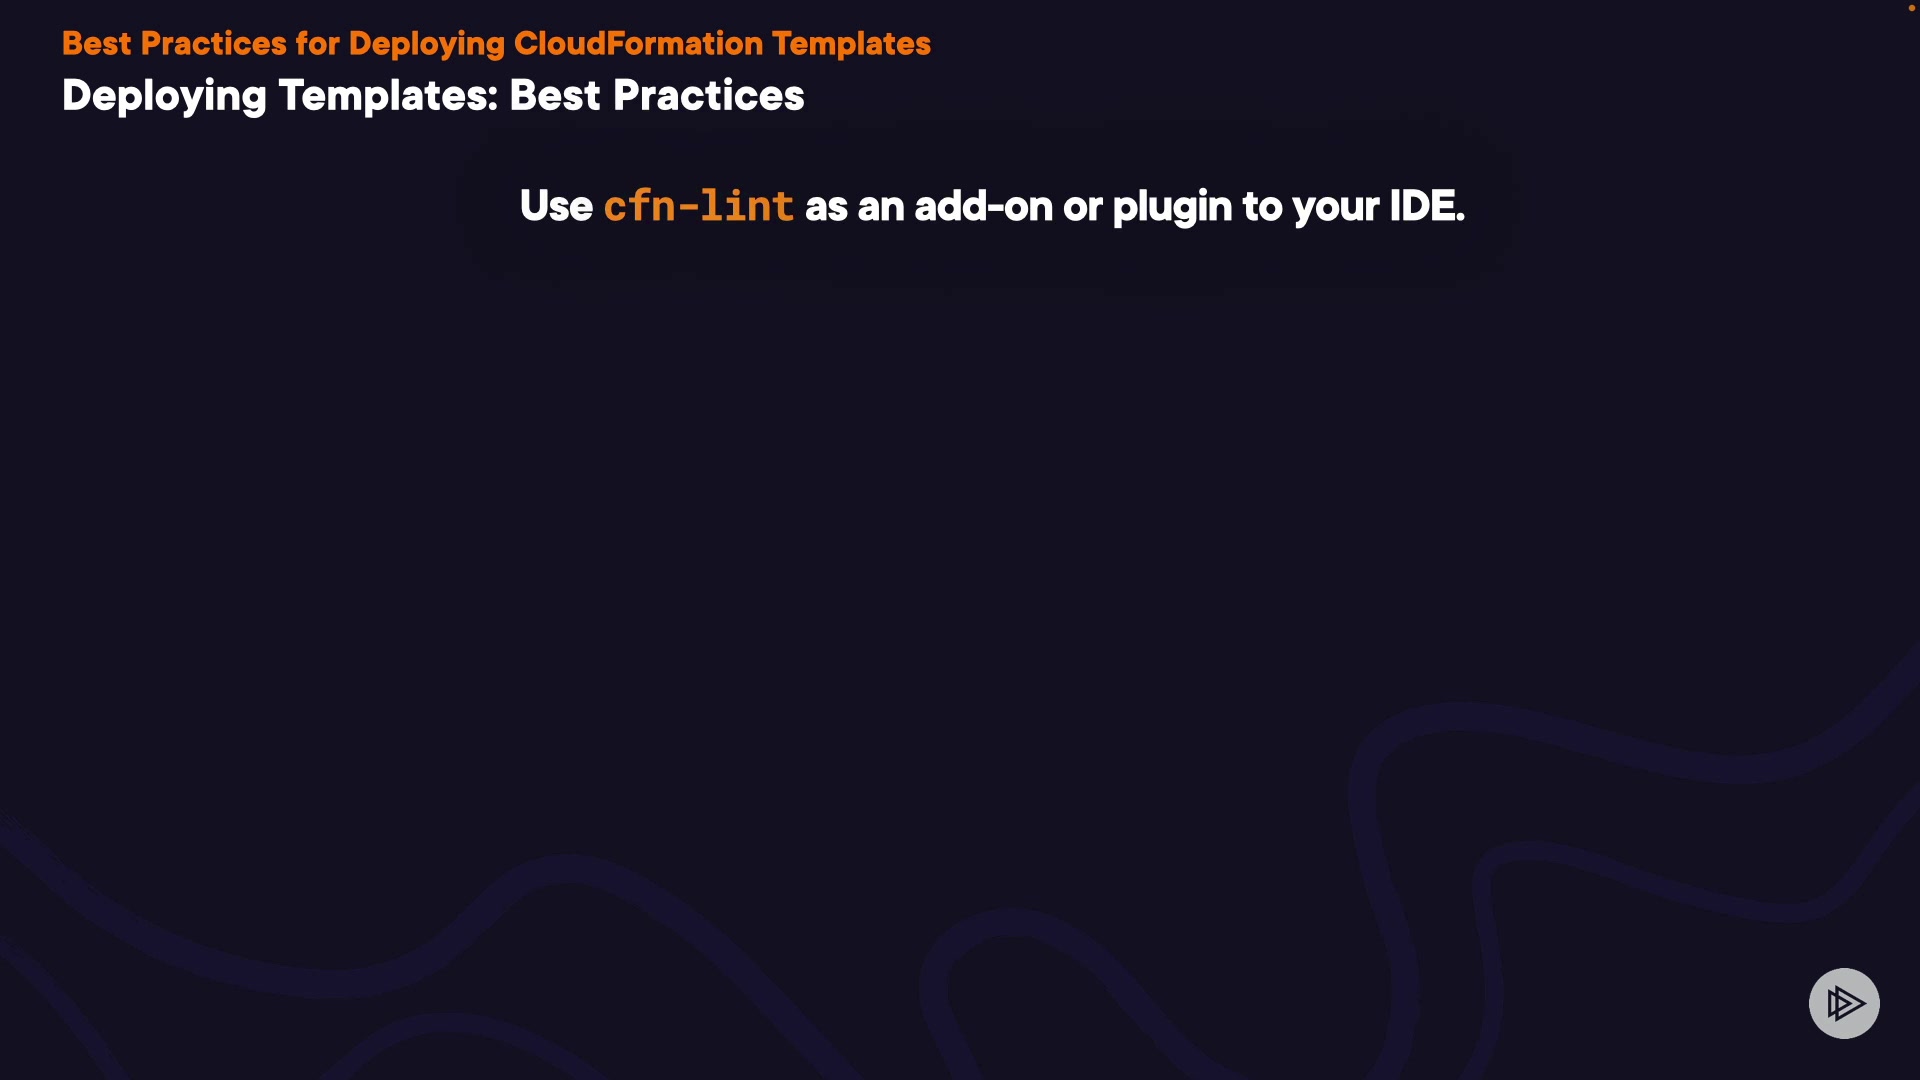 Best Practices for Deploying CloudFormation Templates
Deploying Templates: Best Practices
Use cfn-lint as an add-on or plugin to your IDE.